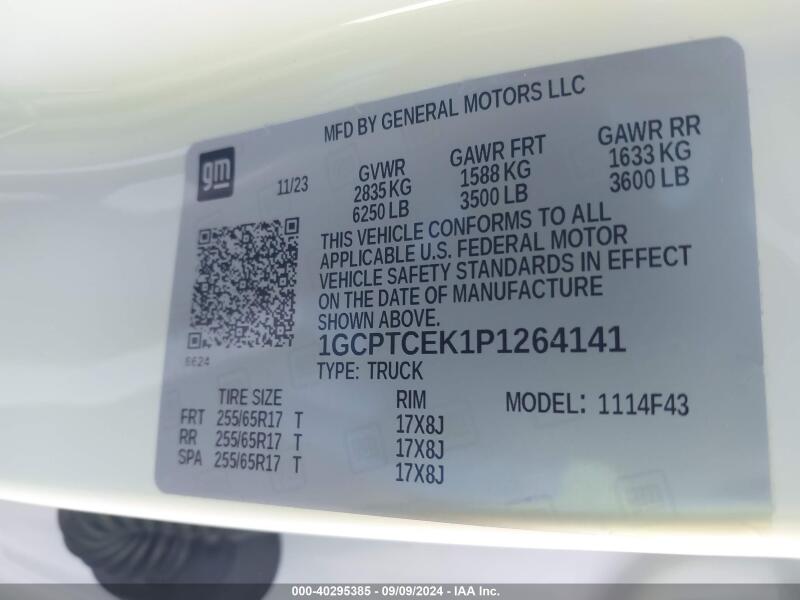 MFD BY GENERAL MOTORS LLC
gm
11/23
GVWR
2835 KG
6250 LB
GAWR FRT
1588 KG
3500 LB
GAWR RR
1633 KG
3600 LB
THIS VEHICLE CONFORMS TO ALL
APPLICABLE U.S. FEDERAL MOTOR
VEHICLE SAFETY STANDARDS IN EFFECT
ON THE DATE OF MANUFACTURE
SHOWN ABOVE.
6624
1GCPTCEK1P1264141
TYPE: TRUCK
TIRE SIZE RIM MODEL: 1114F43
FRT 255/65R17 T 17X8J
RR 255/65R17 T 17X8J
SPA 255/65R17 T 17X8J
gm
000-40295385 - 09/09/2024 - IAA Inc.